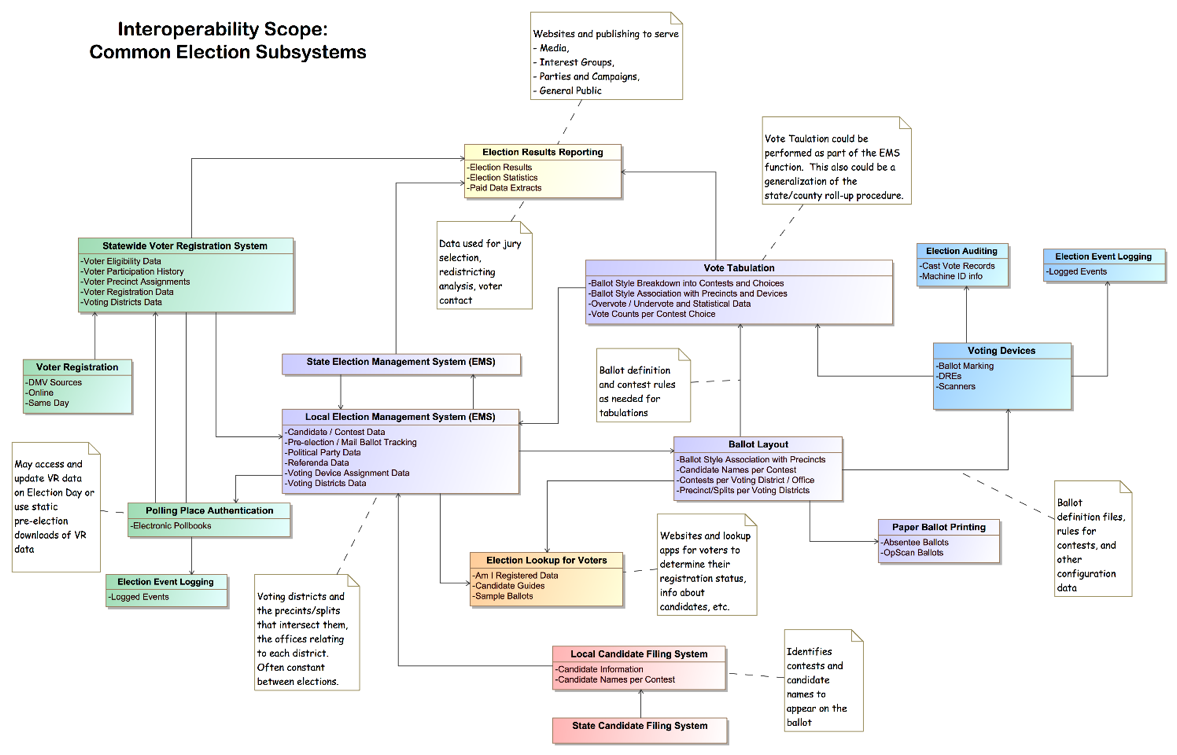 Interoperability Scope:
Common Election Subsystems
Websites and publishing to serve
- Media,
- Interest Groups,
- Parties and Campaigns,
- General Public
Election Results Reporting
-Election Results
-Election Statistics
-Paid Data Extracts
Vote Taulation could be
performed as part of the EMS
function. This also could be a
generalization of the
state/county roll-up procedure.
Data used for jury
selection,
redistricting
analysis, voter
contact
Statewide Voter Registration System
-Voter Eligibility Data
-Voter Participation History
-Voter Precinct Assignments
-Voter Registration Data
-Voting Districts Data
Vote Tabulation
-Ballot Style Breakdown into Contests and Choices
-Ballot Style Association with Precincts and Devices
-Overvote / Undervote and Statistical Data
-Vote Counts per Contest Choice
Election Auditing
-Cast Vote Records
-Machine ID info
Election Event Logging
-Logged Events
Voter Registration
-DMV Sources
-Online
-Same Day
State Election Management System (EMS)
Ballot definition
and contest rules
as needed for
tabulations
Voting Devices
-Ballot Marking
-DREs
-Scanners
Local Election Management System (EMS)
-Candidate / Contest Data
-Pre-election / Mail Ballot Tracking
-Political Party Data
-Referenda Data
-Voting Device Assignment Data
-Voting Districts Data
Ballot Layout
-Ballot Style Association with Precincts
-Candidate Names per Contest
-Contests per Voting District / Office
-Precinct/Splits per Voting Districts
May access and
update VR data
on Election Day or
use static
pre-election
downloads of VR
data
Polling Place Authentication
-Electronic Pollbooks
Ballot
definition files,
rules for
contests, and
other
configuration
data
Paper Ballot Printing
-Absentee Ballots
-OpScan Ballots
Websites and lookup
apps for voters to
determine their
registration status,
info about
candidates, etc.
Election Lookup for Voters
-Am I Registered Data
-Candidate Guides
-Sample Ballots
Election Event Logging
-Logged Events
Voting districts and
the precints/splits
that intersect them,
the offices relating
to each district.
Often constant
between elections.
Local Candidate Filing System
-Candidate Information
-Candidate Names per Contest
Identifies
contests and
candidate
names to
appear on the
ballot
State Candidate Filing System